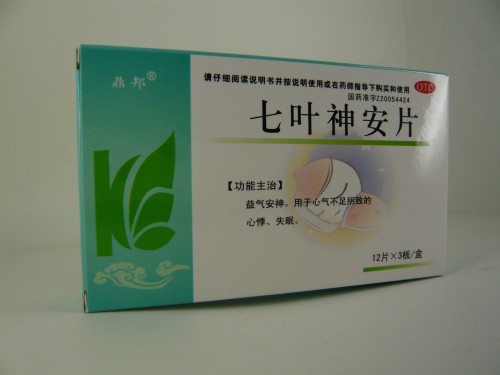 鼎邦®
请仔细阅读说明书并按说明使用或在药师指导下购买和使用
OTC
国药准字Z20054424
七叶神安片
【功能主治】
益气安神。用于心气不足所致的
心悸、失眠。
12片×3板/盒